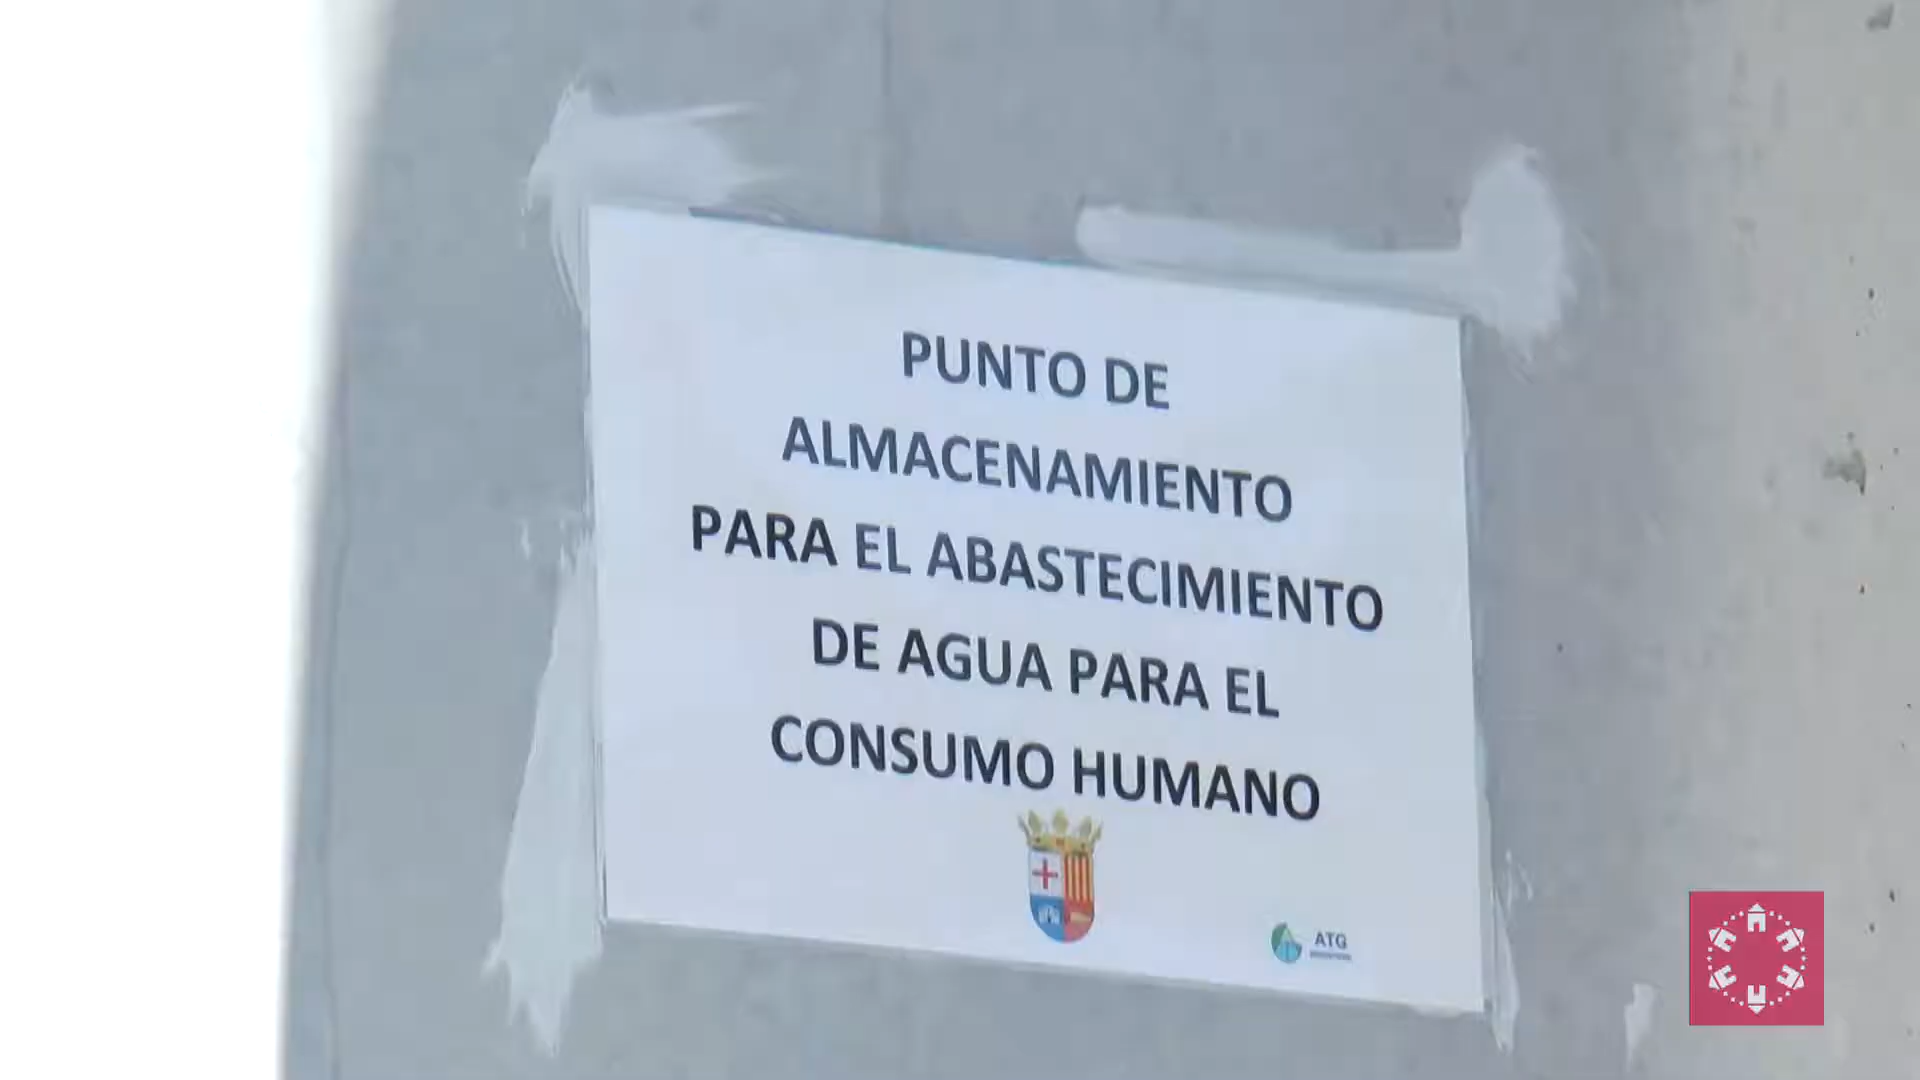 PUNTO DE
ALMACENAMIENTO
PARA EL ABASTECIMIENTO
DE AGUA PARA EL
CONSUMO HUMANO
ATG